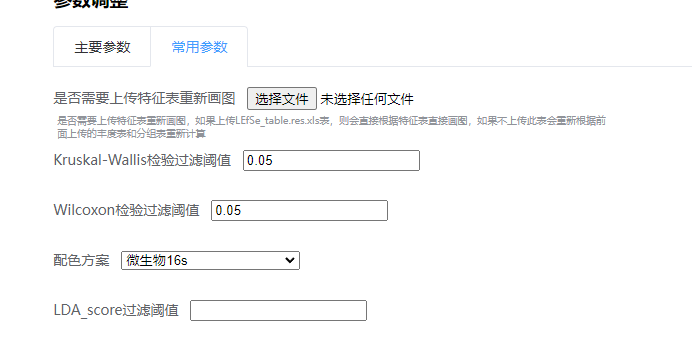 参数调整
主要参数 常用参数
是否需要上传特征表重新画图 选择文件 未选择任何文件
是否需要上传特征表重新画图，如果上传LEfSe_table.res.xls表，则会直接根据特征表直接画图，如果不上传此表会重新根据前
面上传的丰度表和分组表重新计算
Kruskal-Wallis检验过滤阈值 0.05
Wilcoxon检验过滤阈值 0.05
配色方案 微生物16s
LDA_score过滤阈值